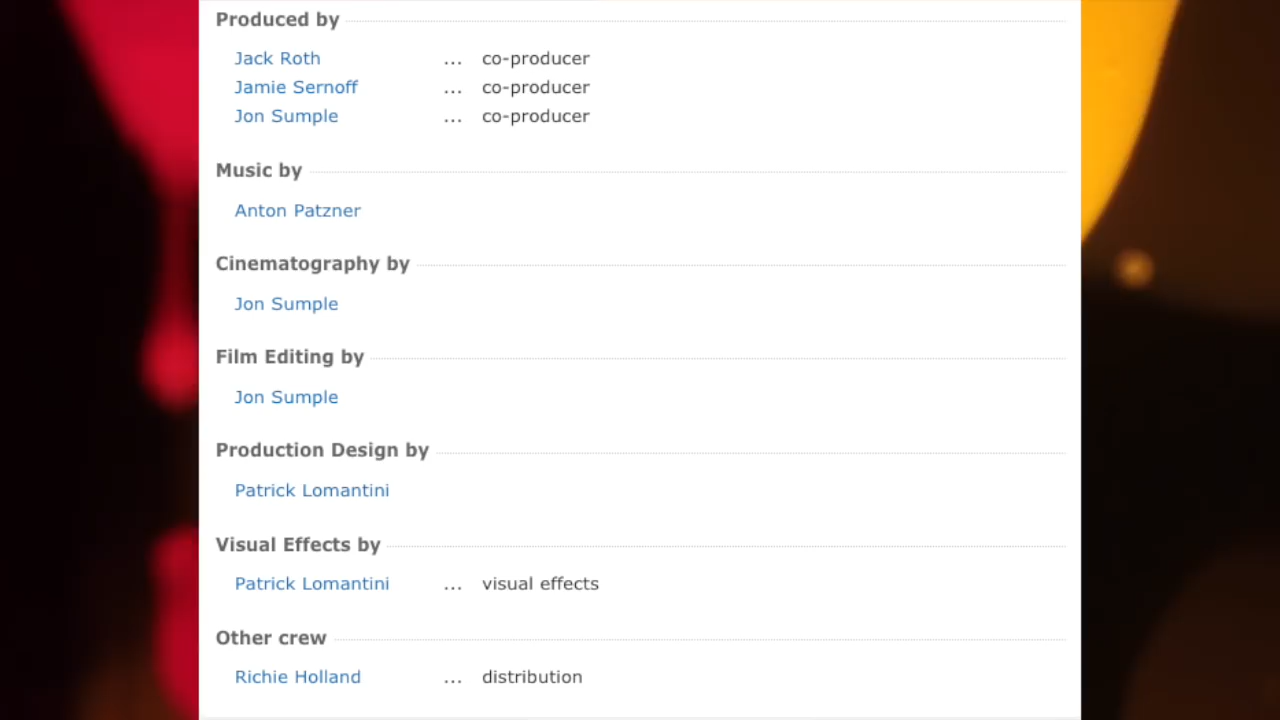 Produced by
Jack Roth ... co-producer
Jamie Sernoff ... co-producer
Jon Sumple ... co-producer
Music by
Anton Patzner
Cinematography by
Jon Sumple
Film Editing by
Jon Sumple
Production Design by
Patrick Lomantini
Visual Effects by
Patrick Lomantini ... visual effects
Other crew
Richie Holland ... distribution